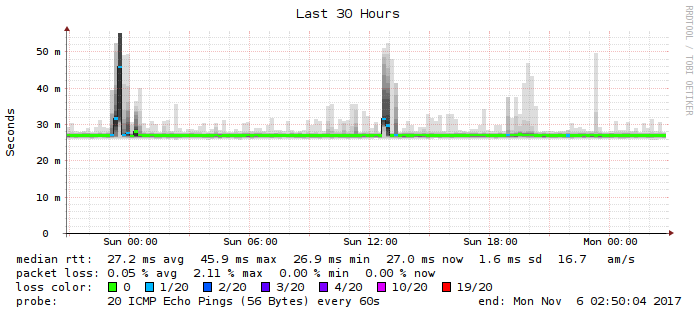 Last 30 Hours
RRDTOOL / TOBI OETIKER
Seconds
50 m
40 m
30 m
20 m
10 m
0
Sun 00:00 Sun 06:00 Sun 12:00 Sun 18:00 Mon 00:00
median rtt: 27.2 ms avg 45.9 ms max 26.9 ms min 27.0 ms now 1.6 ms sd 16.7 am/s
packet loss: 0.05 % avg 2.11 % max 0.00 % min 0.00 % now
loss color: 0 1/20 2/20 3/20 4/20 10/20 19/20
probe: 20 ICMP Echo Pings (56 Bytes) every 60s end: Mon Nov 6 02:50:04 2017